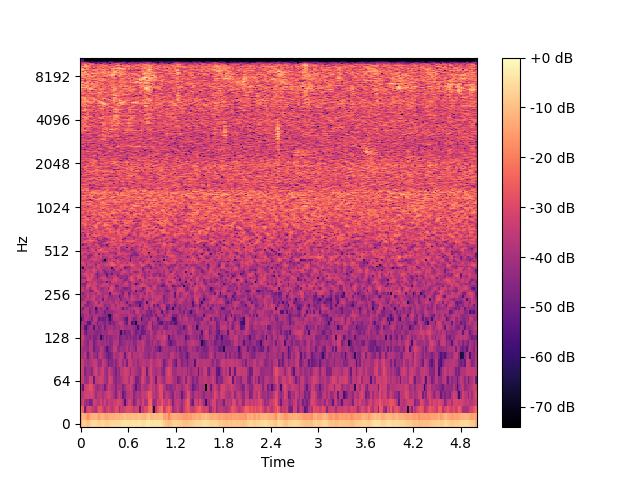 8192
4096
2048
1024
512
256
128
64
0
Hz
0 0.6 1.2 1.8 2.4 3 3.6 4.2 4.8
Time
+0 dB
-10 dB
-20 dB
-30 dB
-40 dB
-50 dB
-60 dB
-70 dB